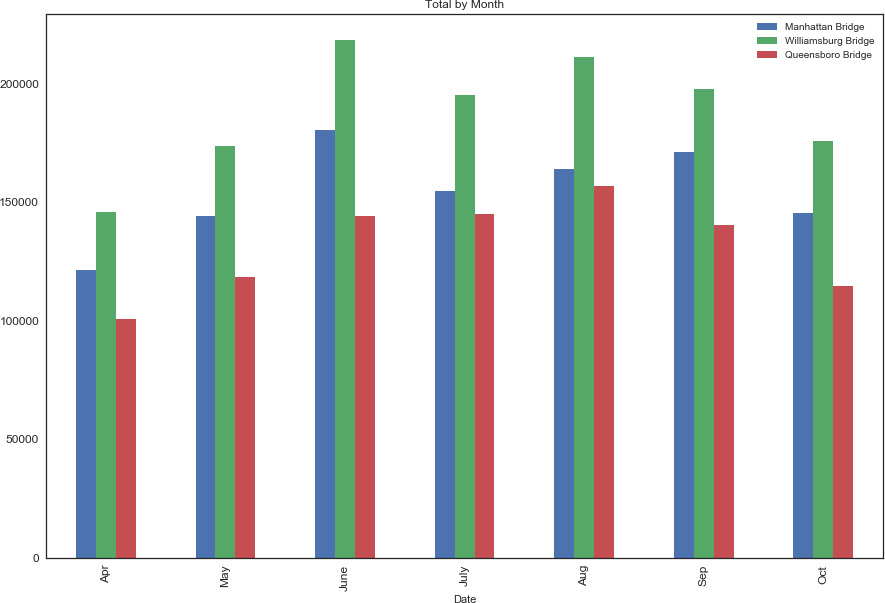 Total by Month
Manhattan Bridge
Williamsburg Bridge
Queensboro Bridge
200000
150000
100000
50000
0
Apr
May
June
July
Aug
Sep
Oct
Date